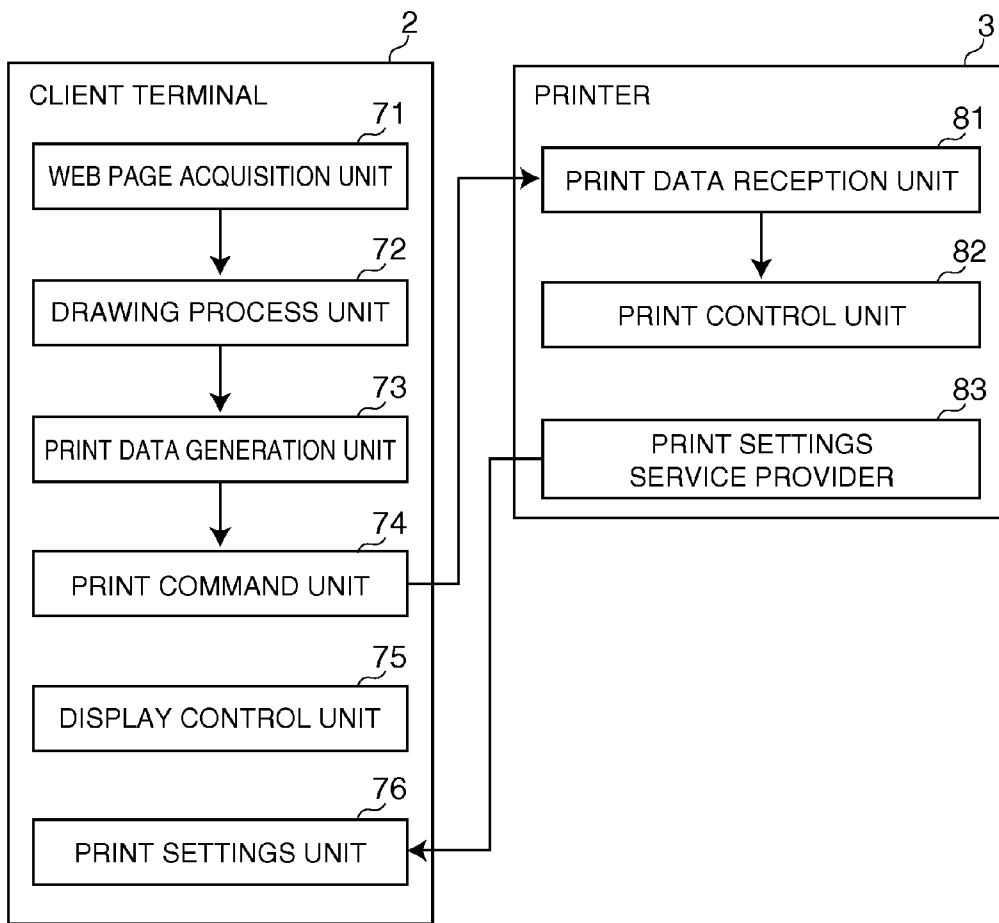 2
CLIENT TERMINAL
71
WEB PAGE ACQUISITION UNIT
72
DRAWING PROCESS UNIT
73
PRINT DATA GENERATION UNIT
74
PRINT COMMAND UNIT
75
DISPLAY CONTROL UNIT
76
PRINT SETTINGS UNIT
3
PRINTER
81
PRINT DATA RECEPTION UNIT
82
PRINT CONTROL UNIT
83
PRINT SETTINGS
SERVICE PROVIDER